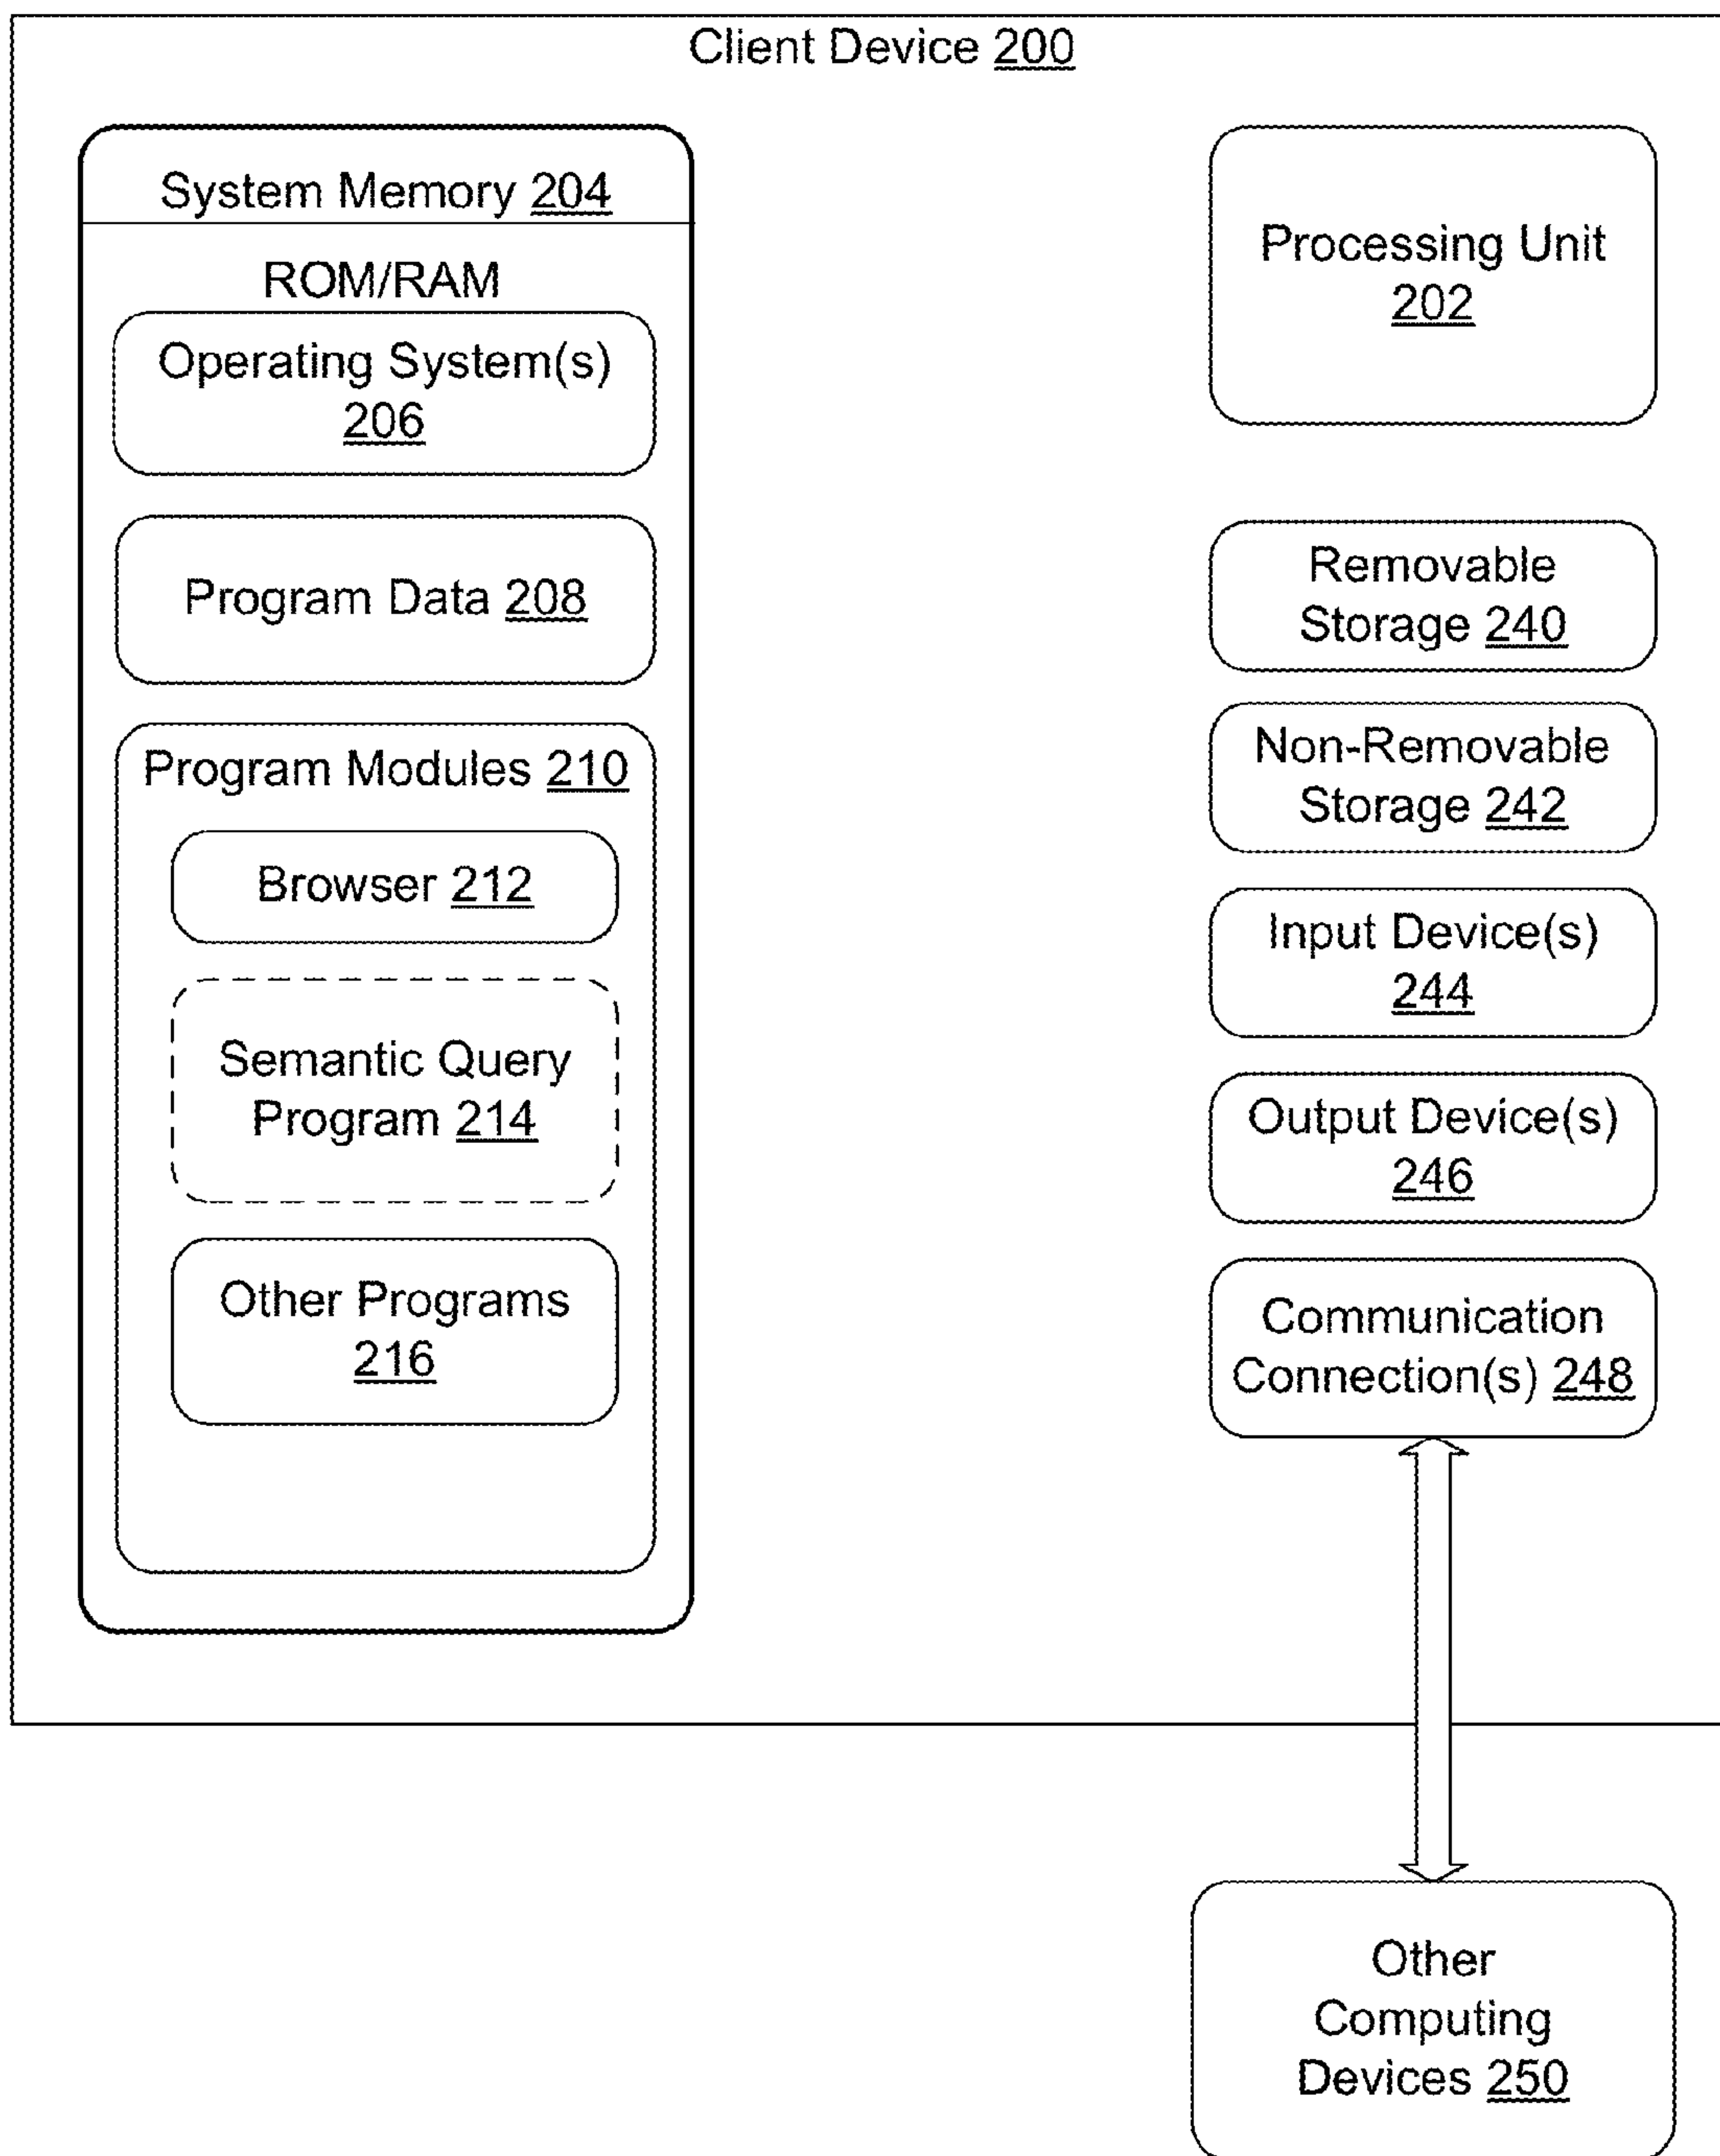 Client Device 200
System Memory 204
ROM/RAM
Operating System(s)
206
Program Data 208
Program Modules 210
Browser 212
Semantic Query
Program 214
Other Programs
216
Processing Unit
202
Removable
Storage 240
Non-Removable
Storage 242
Input Device(s)
244
Output Device(s)
246
Communication
Connection(s) 248
Other
Computing
Devices 250